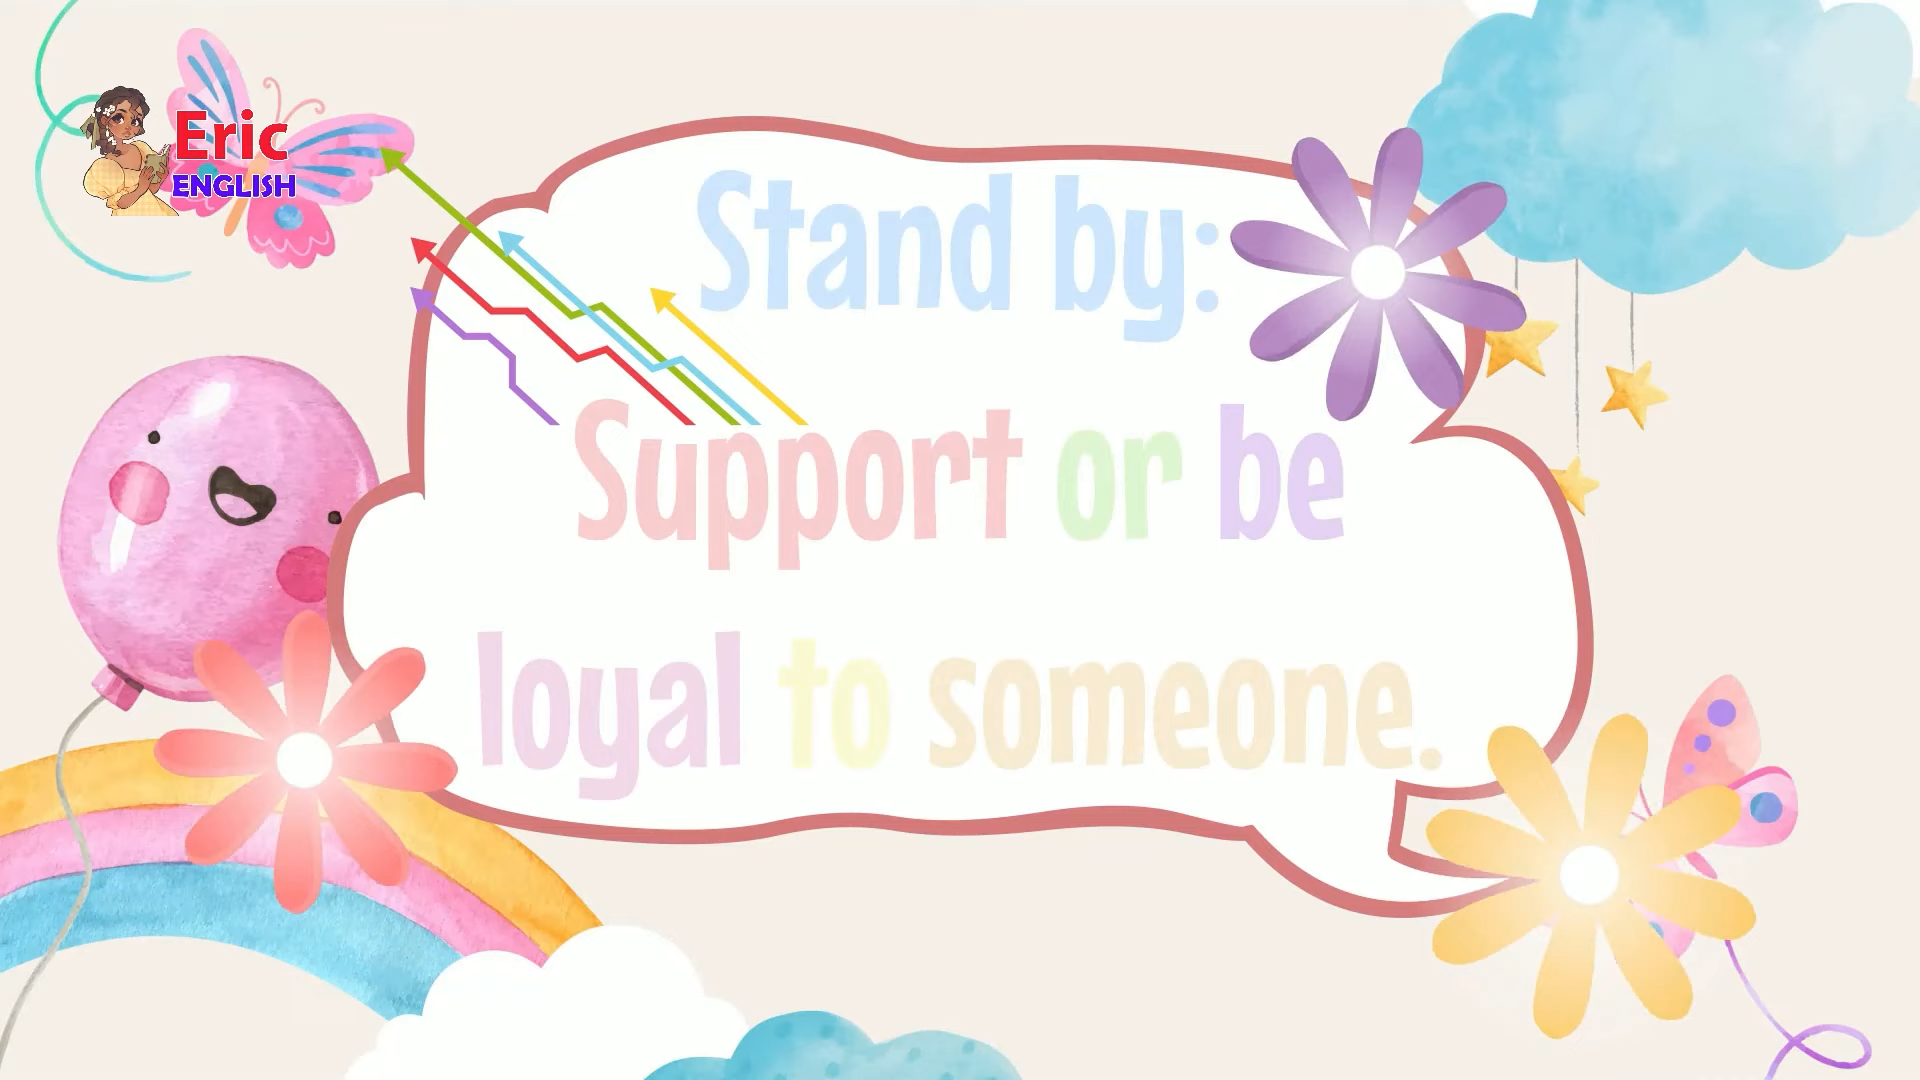 Eric
ENGLISH
Stand by:
Support or be
loyal to someone.